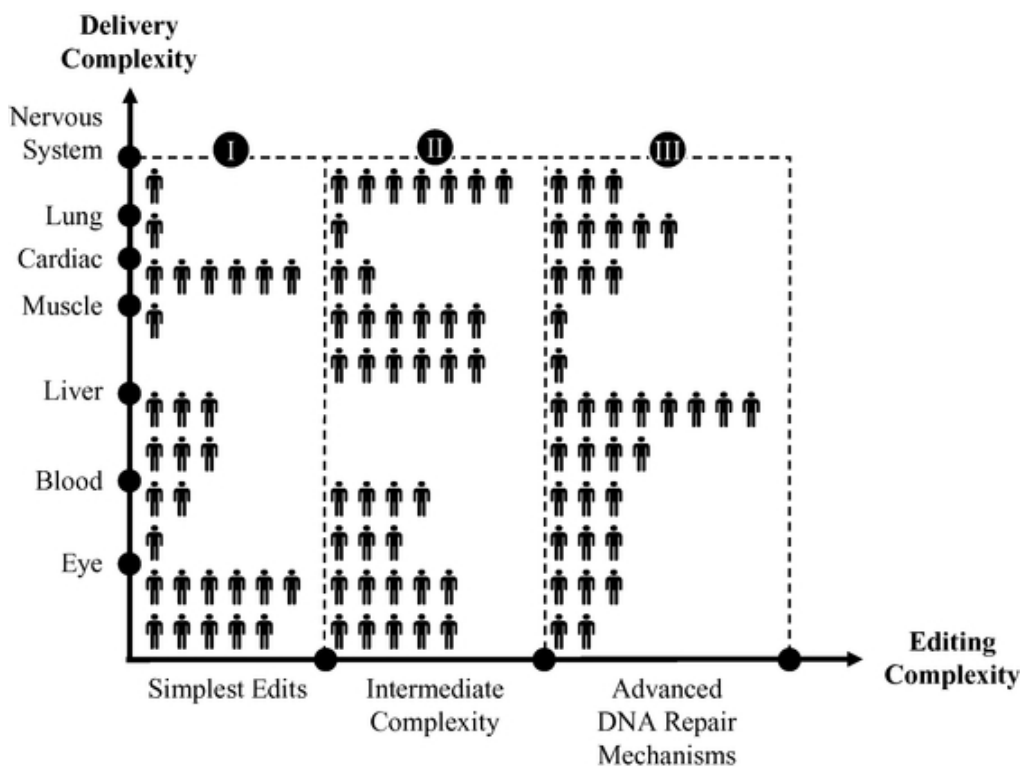 Delivery
Complexity
Nervous
System
I
II
III
Lung
Cardiac
Muscle
Liver
Blood
Eye
Simplest Edits
Intermediate
Complexity
Advanced
DNA Repair
Mechanisms
Editing
Complexity